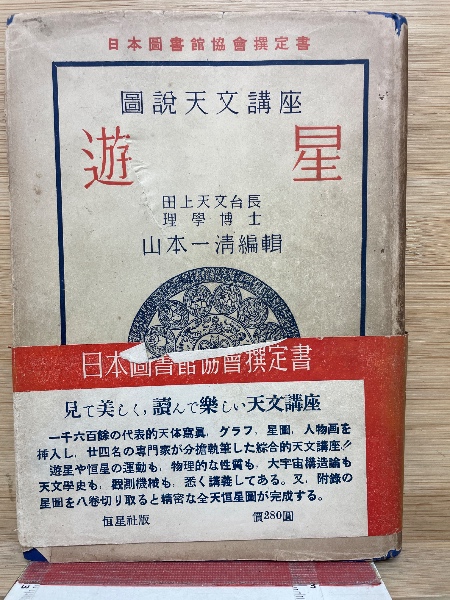 日本圖書館協會撰定書
圖說天文講座
遊星
田上天文台長
理學博士
山本一淸編輯
日本圖書館協會撰定書
見て美しく，讀んで樂しい天文講座
一千六百餘の代表的天体寫眞，グラフ，星圖，人物画を
挿入し，廿四名の専門家が分擔執筆した綜合的天文講座!!
遊星や恒星の運動も，物理的な性質も，大宇宙構造論も
天文學史も，觀測機械も，悉く講義してある。又，附錄の
星圖を八卷切り取ると精密な全天恒星圖が完成する。
恒星社版
價280圓